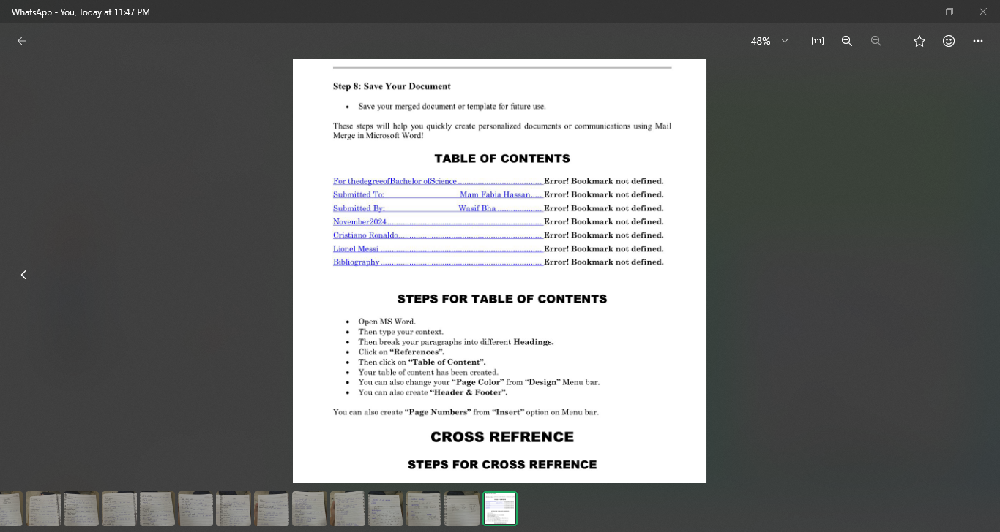 WhatsApp - You, Today at 11:47 PM
48%
1:1
Step 8: Save Your Document
• Save your merged document or template for future use.
These steps will help you quickly create personalized documents or communications using Mail
Merge in Microsoft Word!
TABLE OF CONTENTS
For thedegreeofBachelor ofScience ...................................... Error! Bookmark not defined.
Submitted To: Mam Fabia Hassan..... Error! Bookmark not defined.
Submitted By: Wasif Bha .................... Error! Bookmark not defined.
November2024....................................................................... Error! Bookmark not defined.
Cristiano Ronaldo.................................................................. Error! Bookmark not defined.
Lionel Messi .......................................................................... Error! Bookmark not defined.
Bibliography .......................................................................... Error! Bookmark not defined.
STEPS FOR TABLE OF CONTENTS
• Open MS Word.
• Then type your context.
• Then break your paragraphs into different Headings.
• Click on “References”.
• Then click on “Table of Content”.
• Your table of content has been created.
• You can also change your “Page Color” from “Design” Menu bar.
• You can also create “Header & Footer”.
You can also create “Page Numbers” from “Insert” option on Menu bar.
CROSS REFRENCE
STEPS FOR CROSS REFRENCE